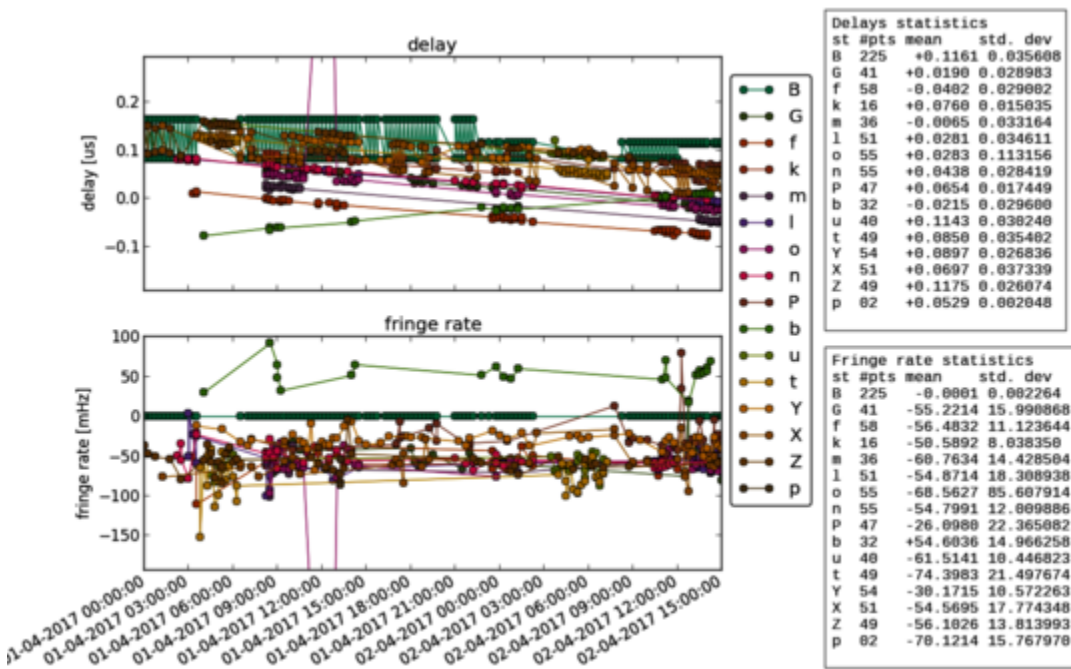 delay
0.2
0.1
0.0
−0.1
delay [us]
fringe rate
100
50
0
−50
−100
−150
fringe rate [mHz]
01-04-2017 00:00:00
01-04-2017 03:00:00
01-04-2017 06:00:00
01-04-2017 09:00:00
01-04-2017 12:00:00
01-04-2017 15:00:00
01-04-2017 18:00:00
01-04-2017 21:00:00
02-04-2017 00:00:00
02-04-2017 03:00:00
02-04-2017 06:00:00
02-04-2017 09:00:00
02-04-2017 12:00:00
02-04-2017 15:00:00
B
G
f
k
m
l
o
n
P
b
u
t
Y
X
Z
p
Delays statistics
st #pts mean std. dev
B 225 +0.1161 0.035608
G 41 +0.0190 0.028983
f 58 -0.0402 0.029002
k 16 +0.0760 0.015035
m 36 -0.0065 0.033164
l 51 +0.0281 0.034611
o 55 +0.0283 0.113156
n 55 +0.0438 0.028419
P 47 +0.0654 0.017449
b 32 -0.0215 0.029600
u 40 +0.1143 0.030240
t 49 +0.0850 0.035402
Y 54 +0.0897 0.026836
X 51 +0.0697 0.037339
Z 49 +0.1175 0.026074
p 02 +0.0529 0.002048
Fringe rate statistics
st #pts mean std. dev
B 225 -0.0001 0.002264
G 41 -55.2214 15.990868
f 58 -56.4832 11.123644
k 16 -50.5892 8.038350
m 36 -60.7634 14.428504
l 51 -54.8714 18.308938
o 55 -68.5627 85.607914
n 55 -54.7991 12.009886
P 47 -26.0980 22.365082
b 32 +54.6036 14.966258
u 40 -61.5141 10.446823
t 49 -74.3983 21.497674
Y 54 -30.1715 10.572263
X 51 -54.5695 17.774348
Z 49 -56.1026 13.813993
p 02 -70.1214 15.767970